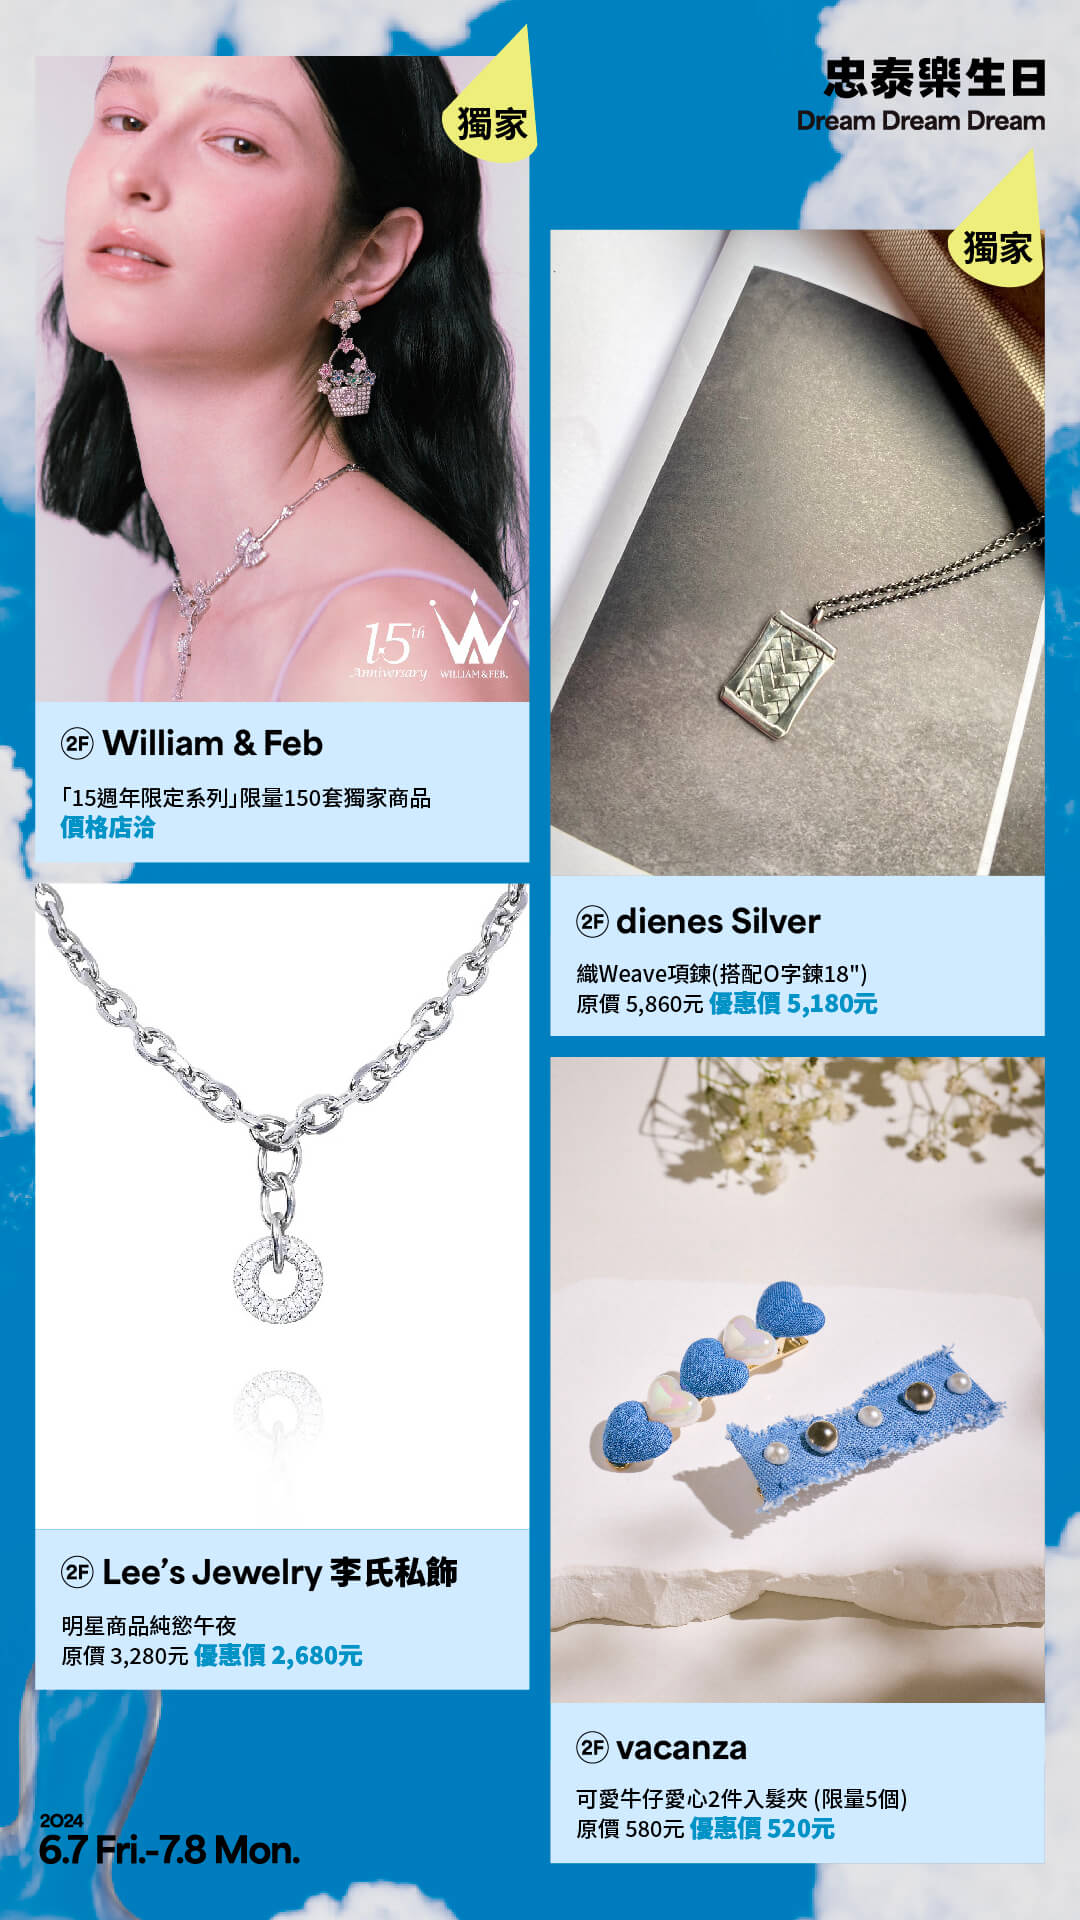 忠泰樂生日
Dream Dream Dream
獨家
15th
Anniversary
WILLIAM & FEB.
2F William & Feb
「15週年限定系列」限量150套獨家商品
價格店洽
獨家
2F dienes Silver
織Weave項鍊(搭配O字鍊18")
原價 5,860元 優惠價 5,180元
2F Lee's Jewelry 李氏私飾
明星商品純慾午夜
原價 3,280元 優惠價 2,680元
2F vacanza
可愛牛仔愛心2件入髮夾 (限量5個)
原價 580元 優惠價 520元
2024
6.7 Fri.-7.8 Mon.